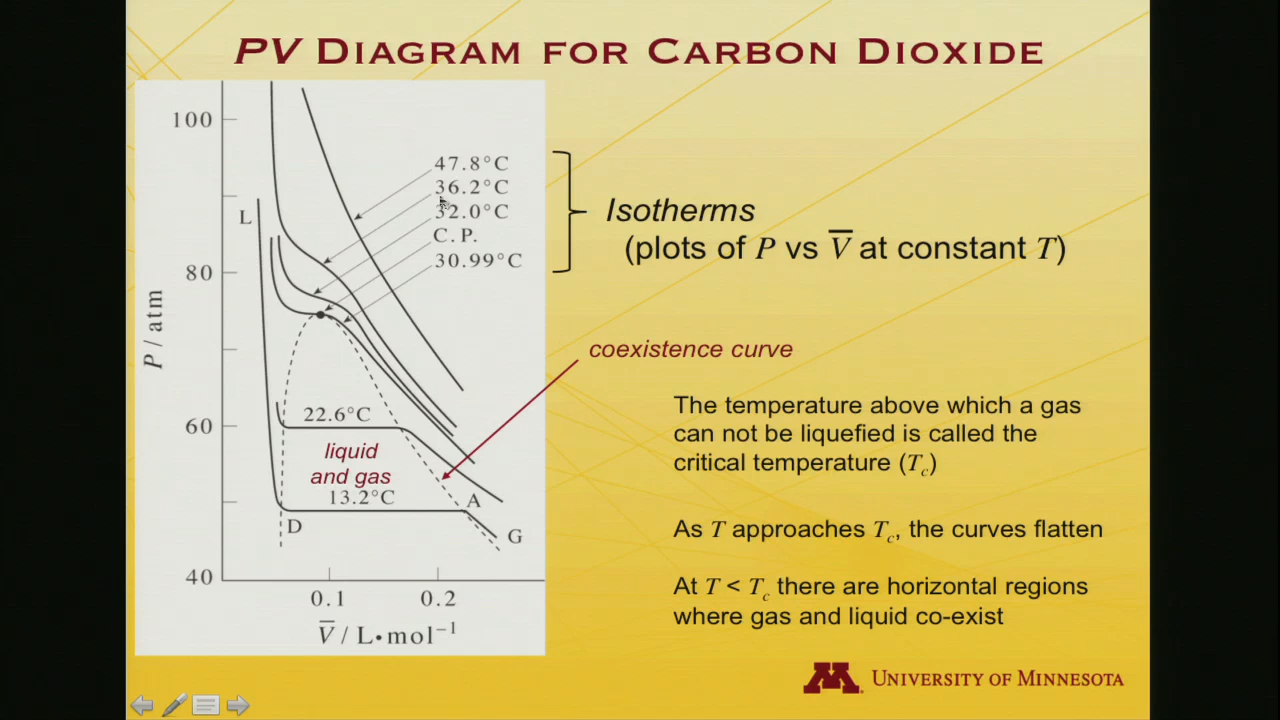 PV DIAGRAM FOR CARBON DIOXIDE
100
80
60
40
P / atm
0.1
0.2
V̅ / L•mol⁻¹
L
47.8°C
36.2°C
32.0°C
C.P.
30.99°C
22.6°C
liquid
and gas
13.2°C
D
A
G
Isotherms
(plots of P vs V̅ at constant T)
coexistence curve
The temperature above which a gas
can not be liquefied is called the
critical temperature (Tc)
As T approaches Tc, the curves flatten
At T < Tc there are horizontal regions
where gas and liquid co-exist
M
UNIVERSITY OF MINNESOTA